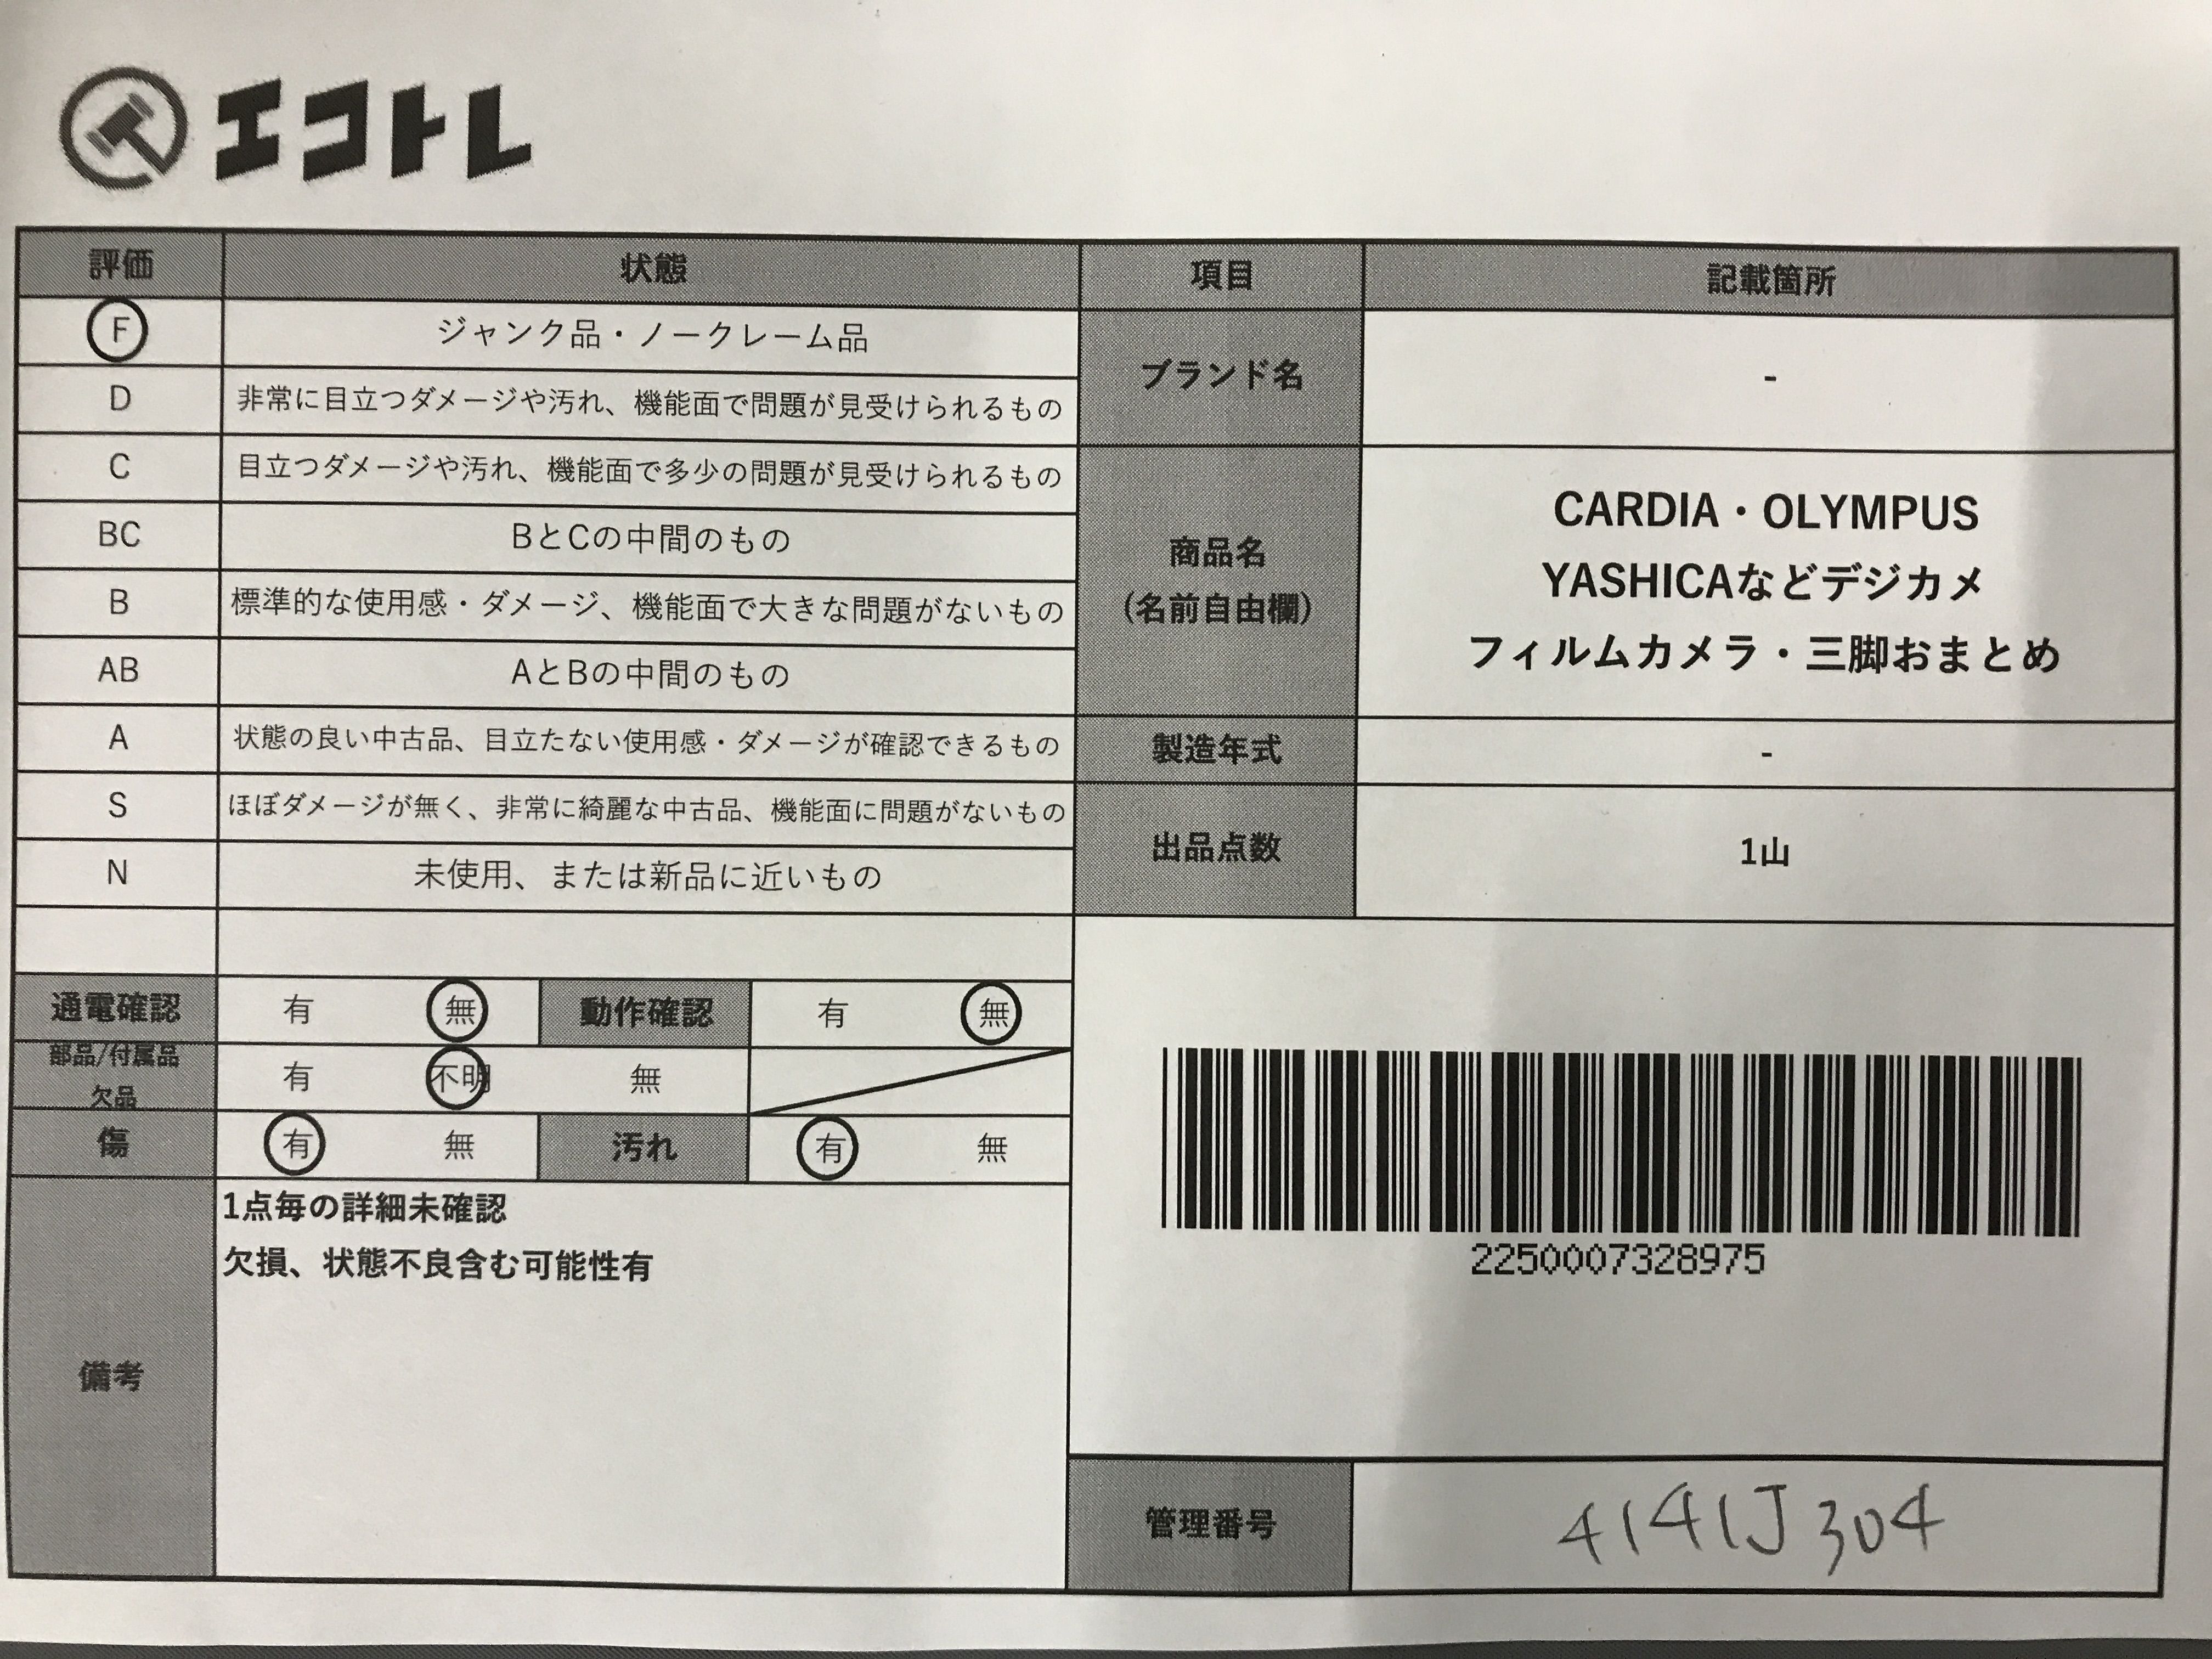 エコトレ
評価 状態 項目 記載箇所
F ジャンク品・ノークレーム品
D 非常に目立つダメージや汚れ、機能面で問題が見受けられるもの
ブランド名 -
C 目立つダメージや汚れ、機能面で多少の問題が見受けられるもの
BC BとCの中間のもの
B 標準的な使用感・ダメージ、機能面で大きな問題がないもの
AB AとBの中間のもの
商品名
(名前自由欄)
CARDIA・OLYMPUS
YASHICAなどデジカメ
フィルムカメラ・三脚おまとめ
A 状態の良い中古品、目立たない使用感・ダメージが確認できるもの
製造年式 -
S ほぼダメージが無く、非常に綺麗な中古品、機能面に問題がないもの
N 未使用、または新品に近いもの
出品点数 1山
通電確認 有 無 動作確認 有 無
部品/付属品
欠品
有 不明 無
傷 有 無 汚れ 有 無
備考
1点毎の詳細未確認
欠損、状態不良含む可能性有
2250007328975
管理番号 4141J304